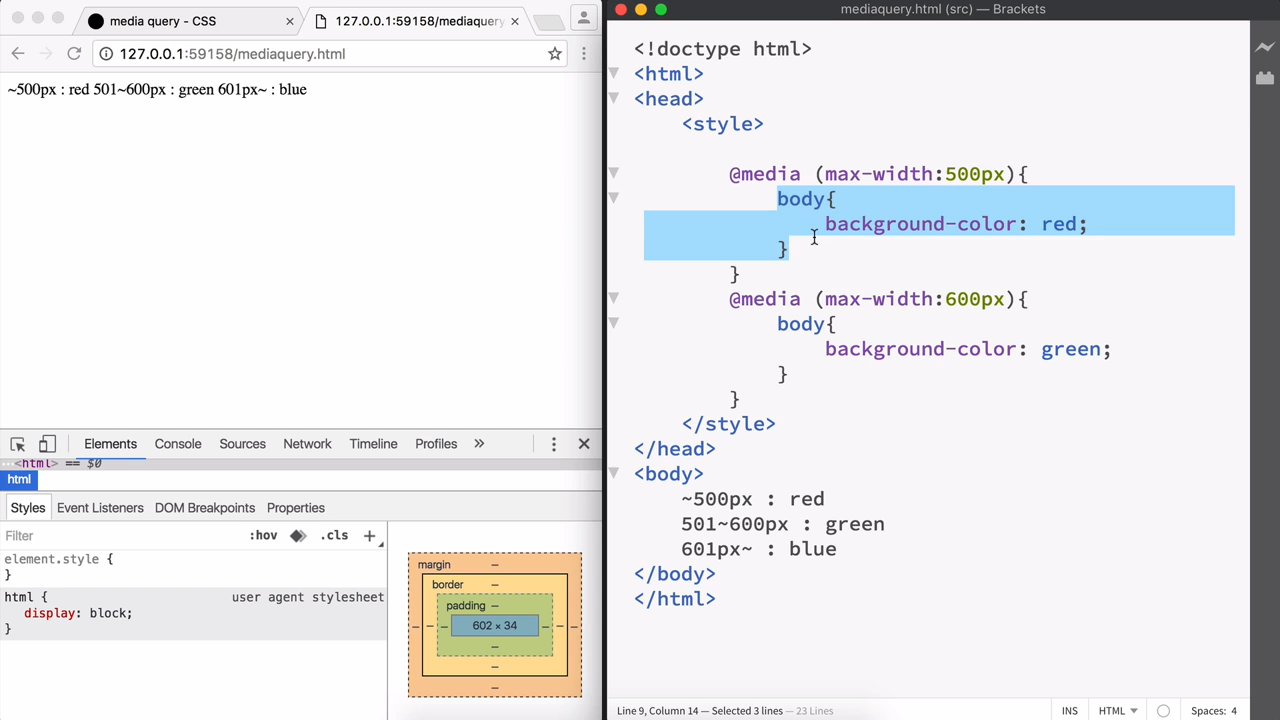 media query - CSS
127.0.0.1:59158/mediaquery
127.0.0.1:59158/mediaquery.html
~500px : red 501~600px : green 601px~ : blue
Elements Console Sources Network Timeline Profiles »
...<html> == $0
html
Styles Event Listeners DOM Breakpoints Properties
Filter :hov .cls +
element.style {
}
html { user agent stylesheet
display: block;
}
margin –
border –
padding –
– – – 602 × 34 – – –
–
–
–
mediaquery.html (src) — Brackets
<!doctype html>
<html>
<head>
<style>
@media (max-width:500px){
body{
background-color: red;
}
}
@media (max-width:600px){
body{
background-color: green;
}
}
</style>
</head>
<body>
~500px : red
501~600px : green
601px~ : blue
</body>
</html>
Line 9, Column 14 — Selected 3 lines — 23 Lines INS HTML Spaces: 4